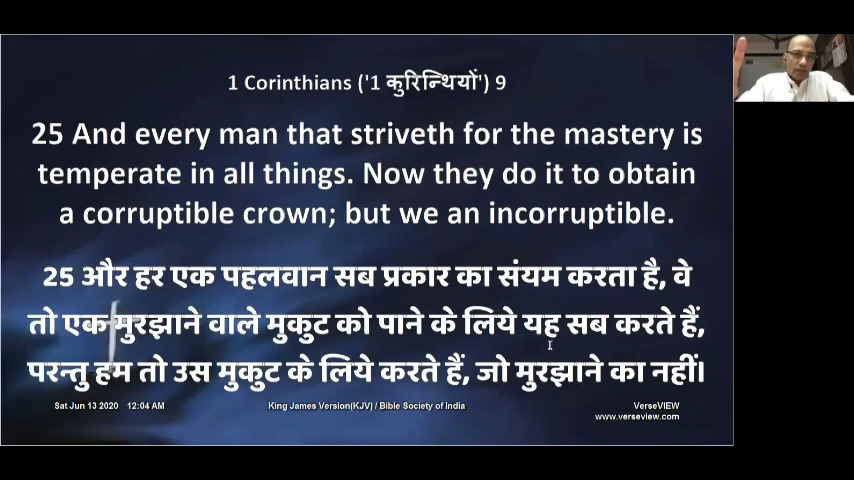 1 Corinthians ('1 कुरिन्थियों') 9
25 And every man that striveth for the mastery is
temperate in all things. Now they do it to obtain
a corruptible crown; but we an incorruptible.
25 और हर एक पहलवान सब प्रकार का संयम करता है, वे
तो एक मुरझाने वाले मुकुट को पाने के लिये यह सब करते हैं,
परन्तु हम तो उस मुकुट के लिये करते हैं, जो मुरझाने का नहीं।
Sat Jun 13 2020 12:04 AM King James Version(KJV) / Bible Society of India VerseVIEW
www.verseview.com